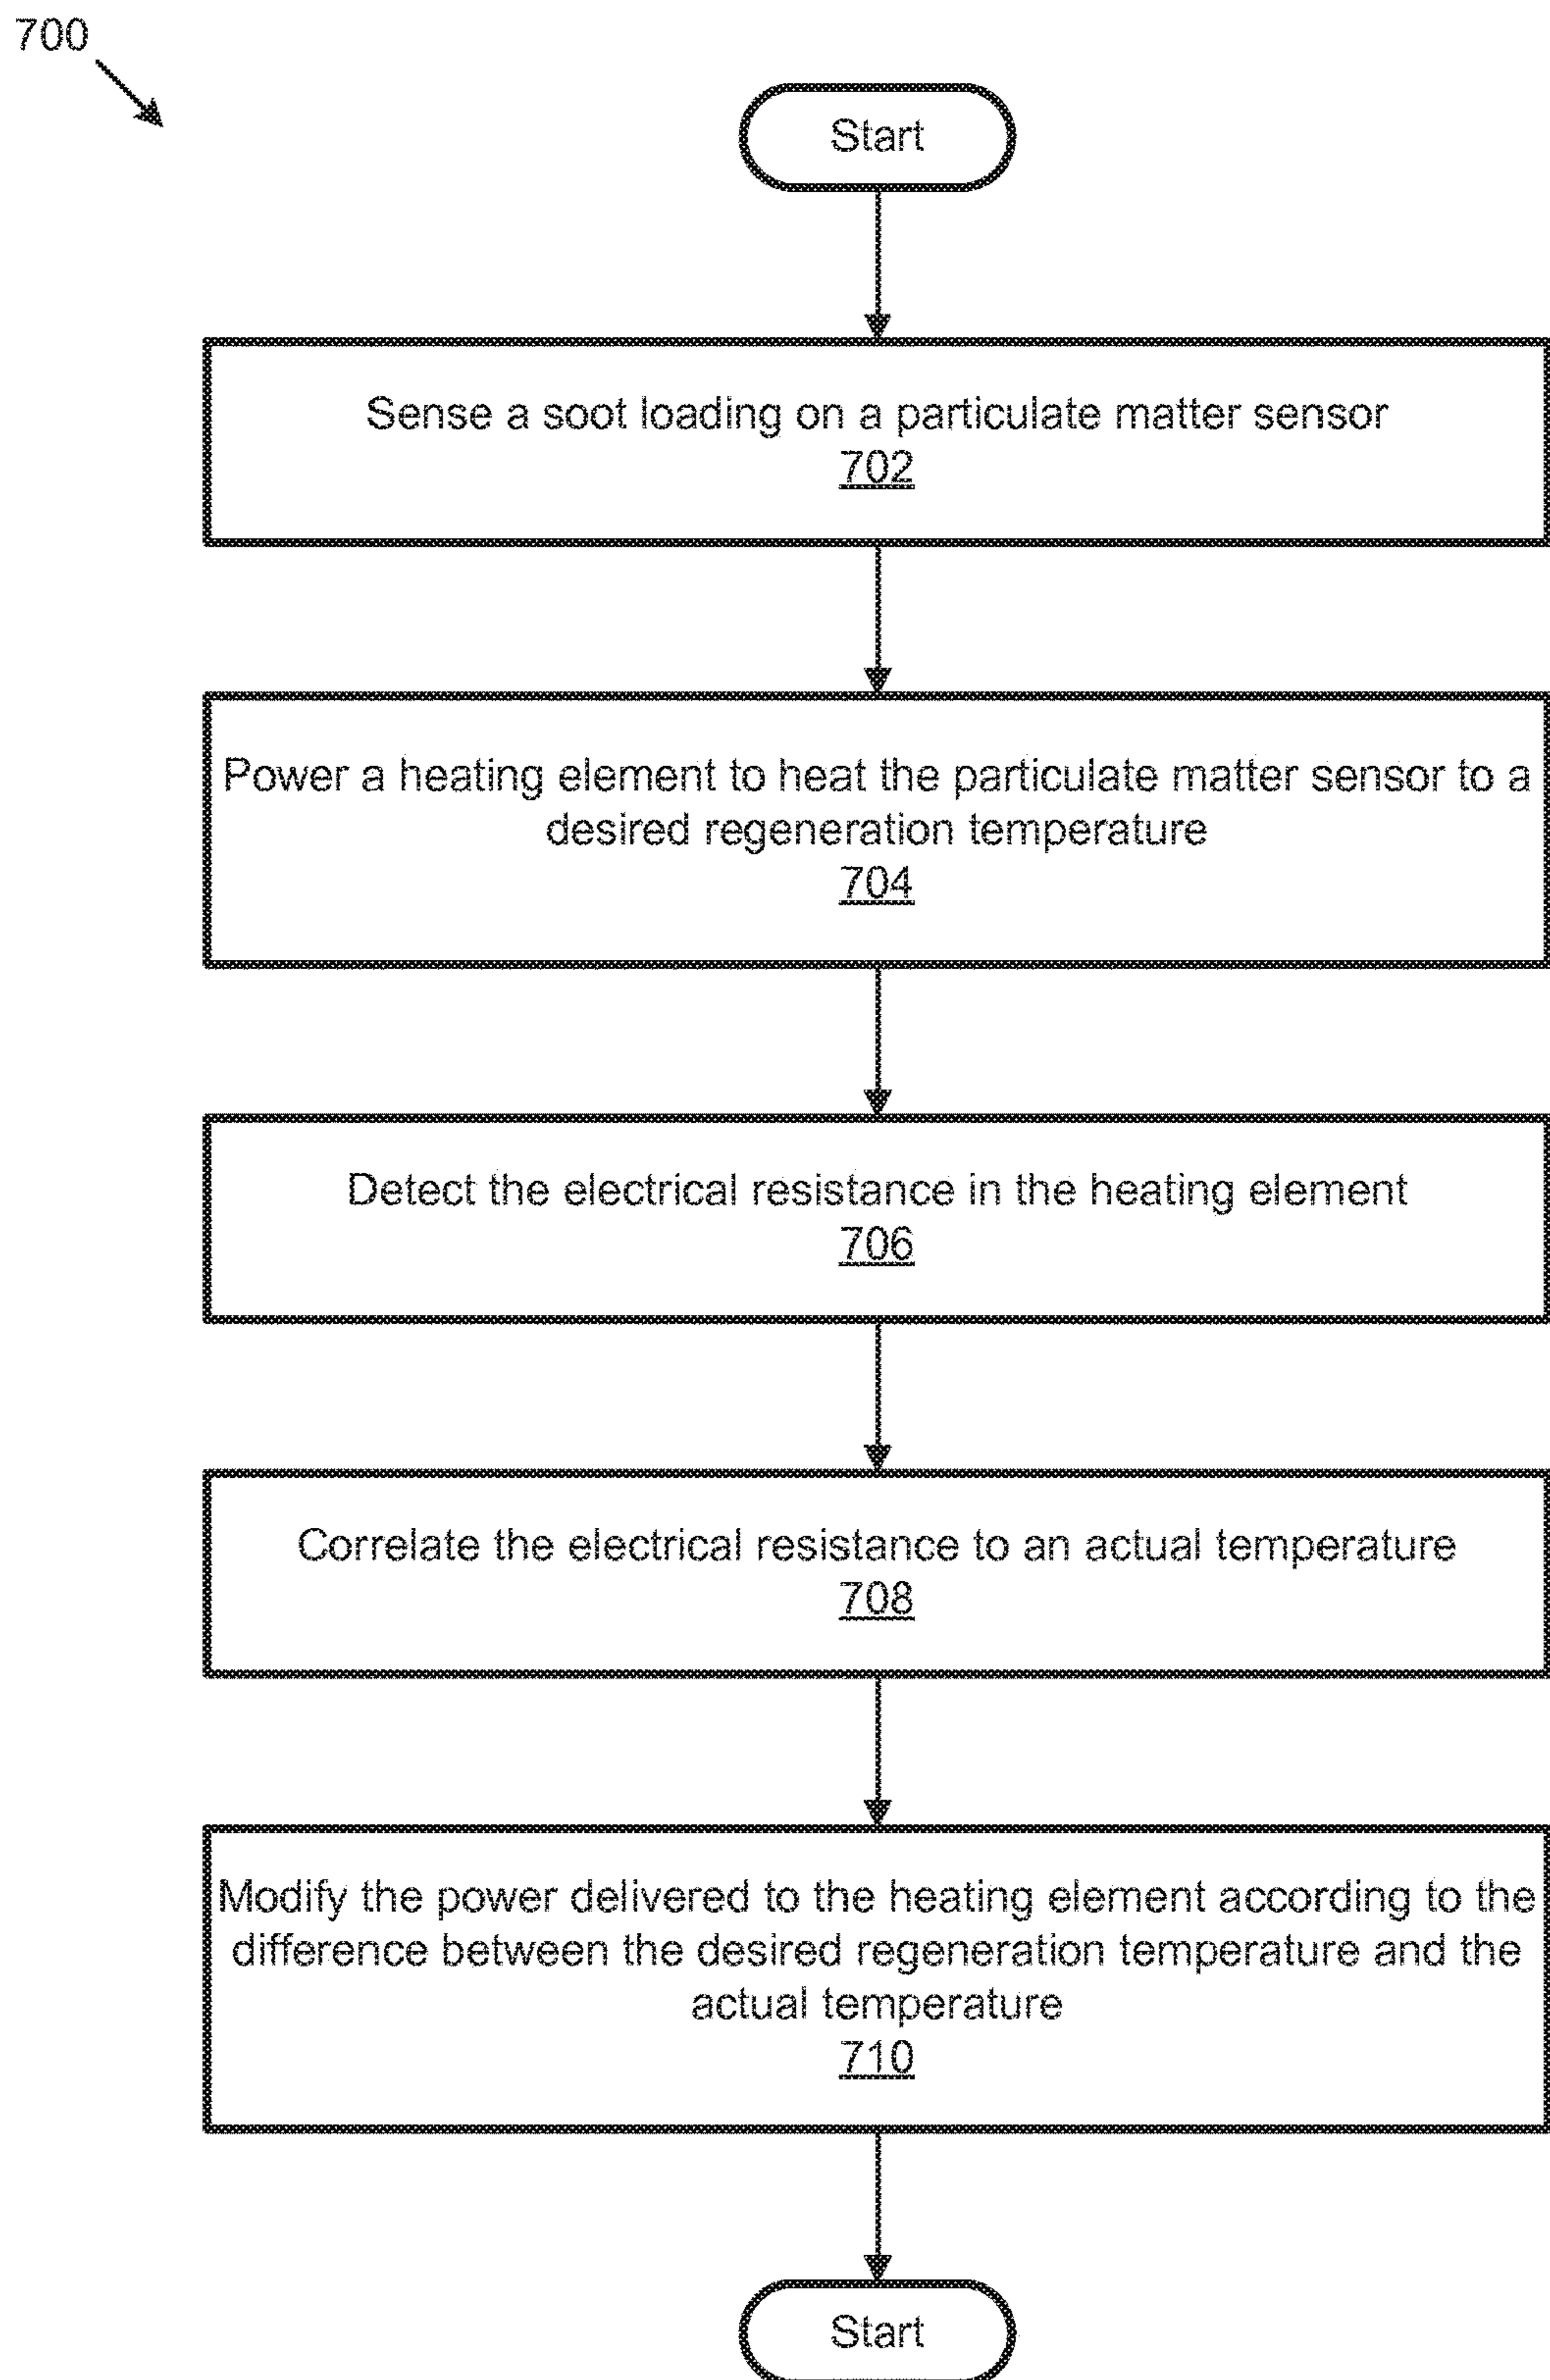 700
Start
Sense a soot loading on a particulate matter sensor
702
Power a heating element to heat the particulate matter sensor to a
desired regeneration temperature
704
Detect the electrical resistance in the heating element
706
Correlate the electrical resistance to an actual temperature
708
Modify the power delivered to the heating element according to the
difference between the desired regeneration temperature and the
actual temperature
710
Start